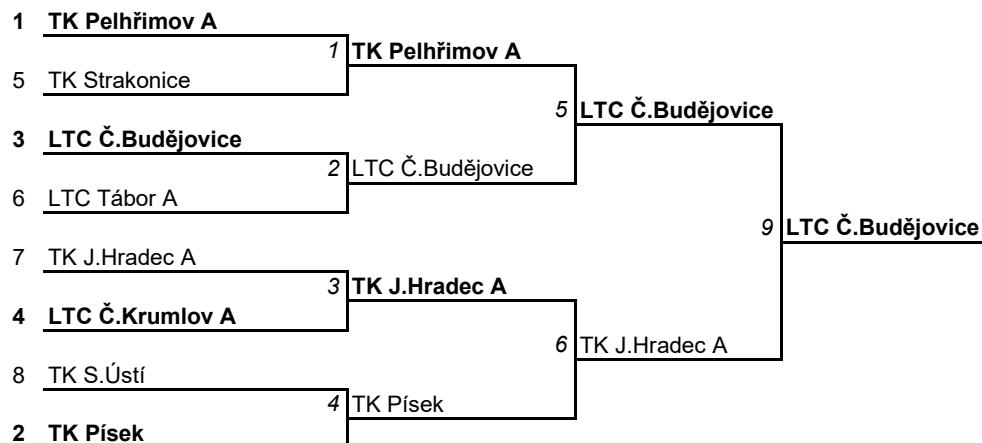 1 TK Pelhřimov A
1 TK Pelhřimov A
5 TK Strakonice
5 LTC Č.Budějovice
3 LTC Č.Budějovice
2 LTC Č.Budějovice
6 LTC Tábor A
9 LTC Č.Budějovice
7 TK J.Hradec A
3 TK J.Hradec A
4 LTC Č.Krumlov A
6 TK J.Hradec A
8 TK S.Ústí
4 TK Písek
2 TK Písek